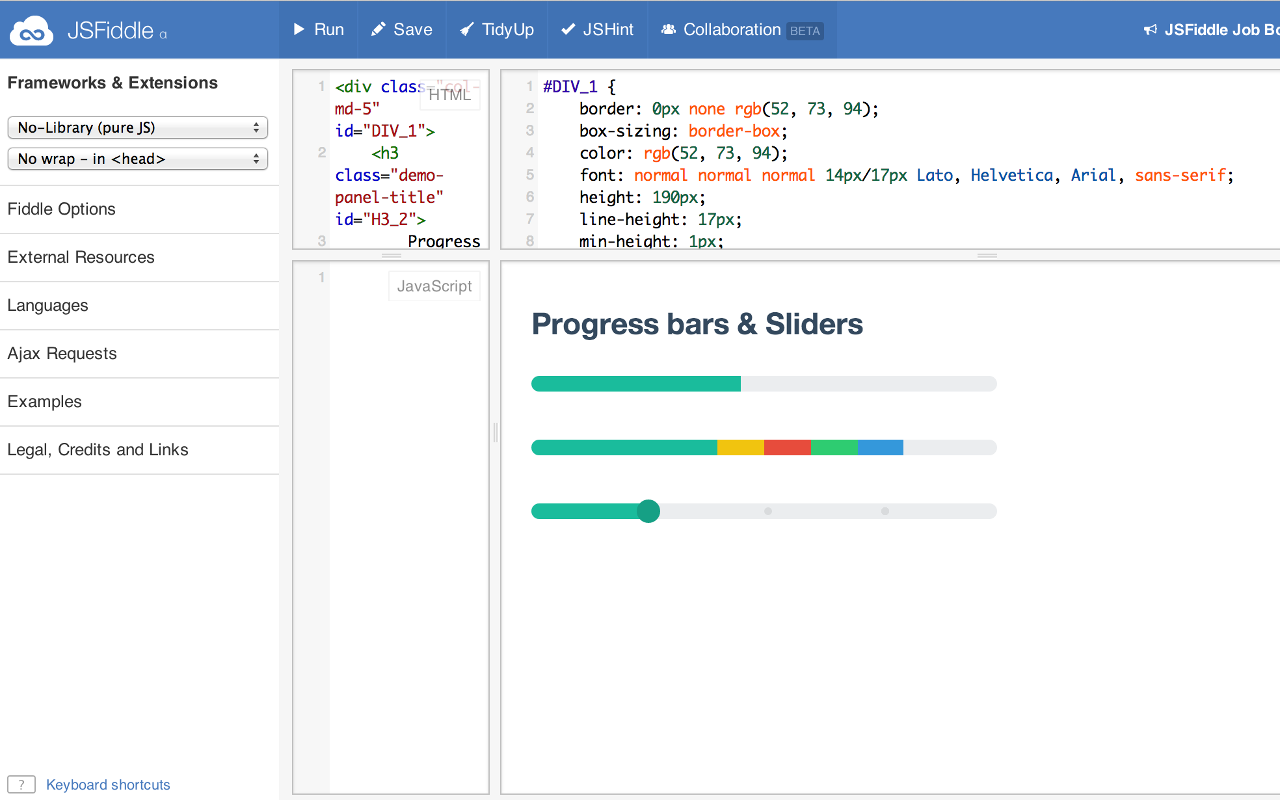 JSFiddle α
Run
Save
TidyUp
JSHint
Collaboration BETA
JSFiddle Job Bo
Frameworks & Extensions
No-Library (pure JS)
No wrap - in <head>
Fiddle Options
External Resources
Languages
Ajax Requests
Examples
Legal, Credits and Links
? Keyboard shortcuts
HTML
1 <div class="col-
md-5"
id="DIV_1">
2 <h3
class="demo-
panel-title"
id="H3_2">
3 Progress
1 #DIV_1 {
2 border: 0px none rgb(52, 73, 94);
3 box-sizing: border-box;
4 color: rgb(52, 73, 94);
5 font: normal normal normal 14px/17px Lato, Helvetica, Arial, sans-serif;
6 height: 190px;
7 line-height: 17px;
8 min-height: 1px;
1
JavaScript
Progress bars & Sliders